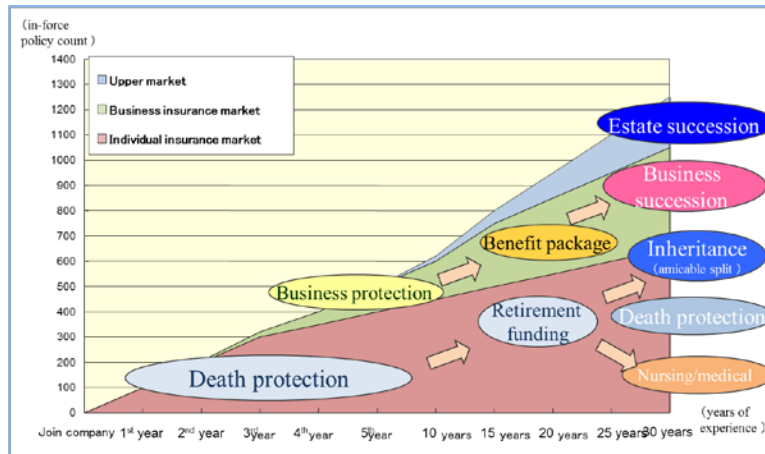 (in-force
policy count)
1400
1300
1200
1100
1000
900
800
700
600
500
400
300
200
100
0
Upper market
Business insurance market
Individual insurance market
Estate succession
Business
succession
Benefit package
Inheritance
(amicable split)
Business protection
Retirement
funding
Death protection
Death protection
Nursing/medical
Join company 1st year 2nd year 3rd year 4th year 5th year 10 years 15 years 20 years 25 years 30 years
(years of
experience)